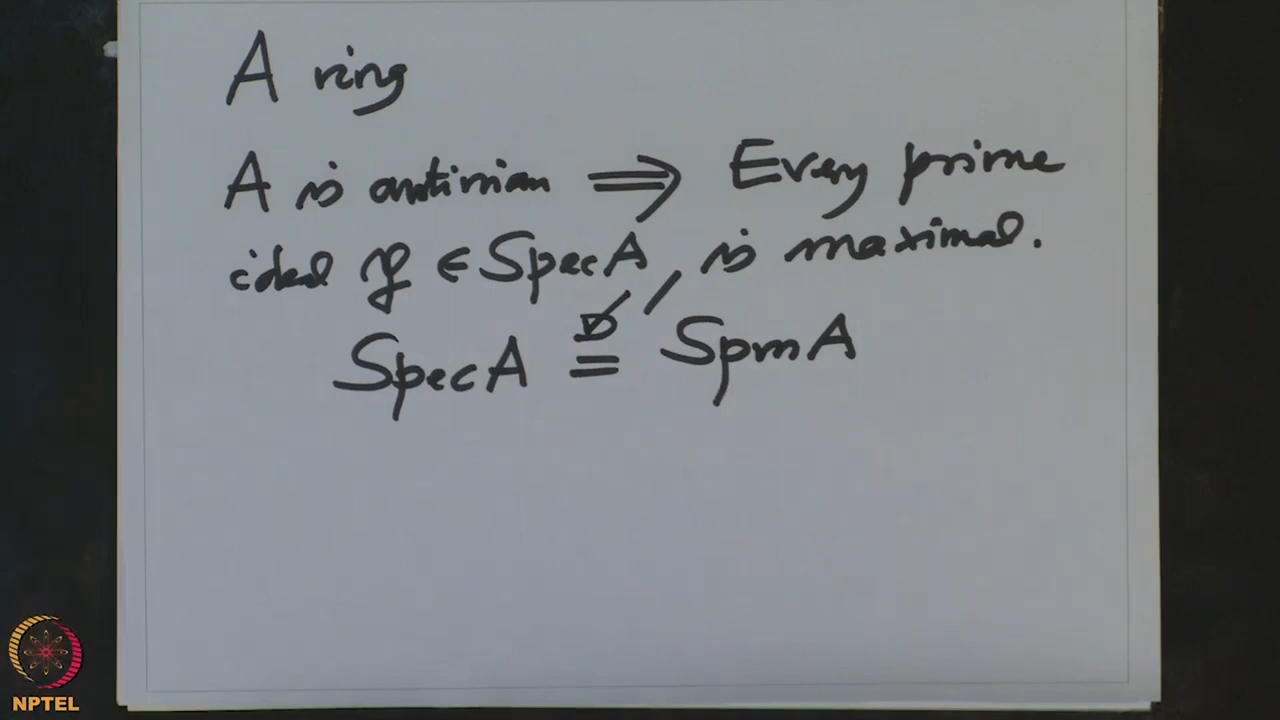 A ring
A is artinian ⟹ Every prime
ideal 𝔭 ∈ Spec A, is maximal.
Spec A = Spm A
NPTEL